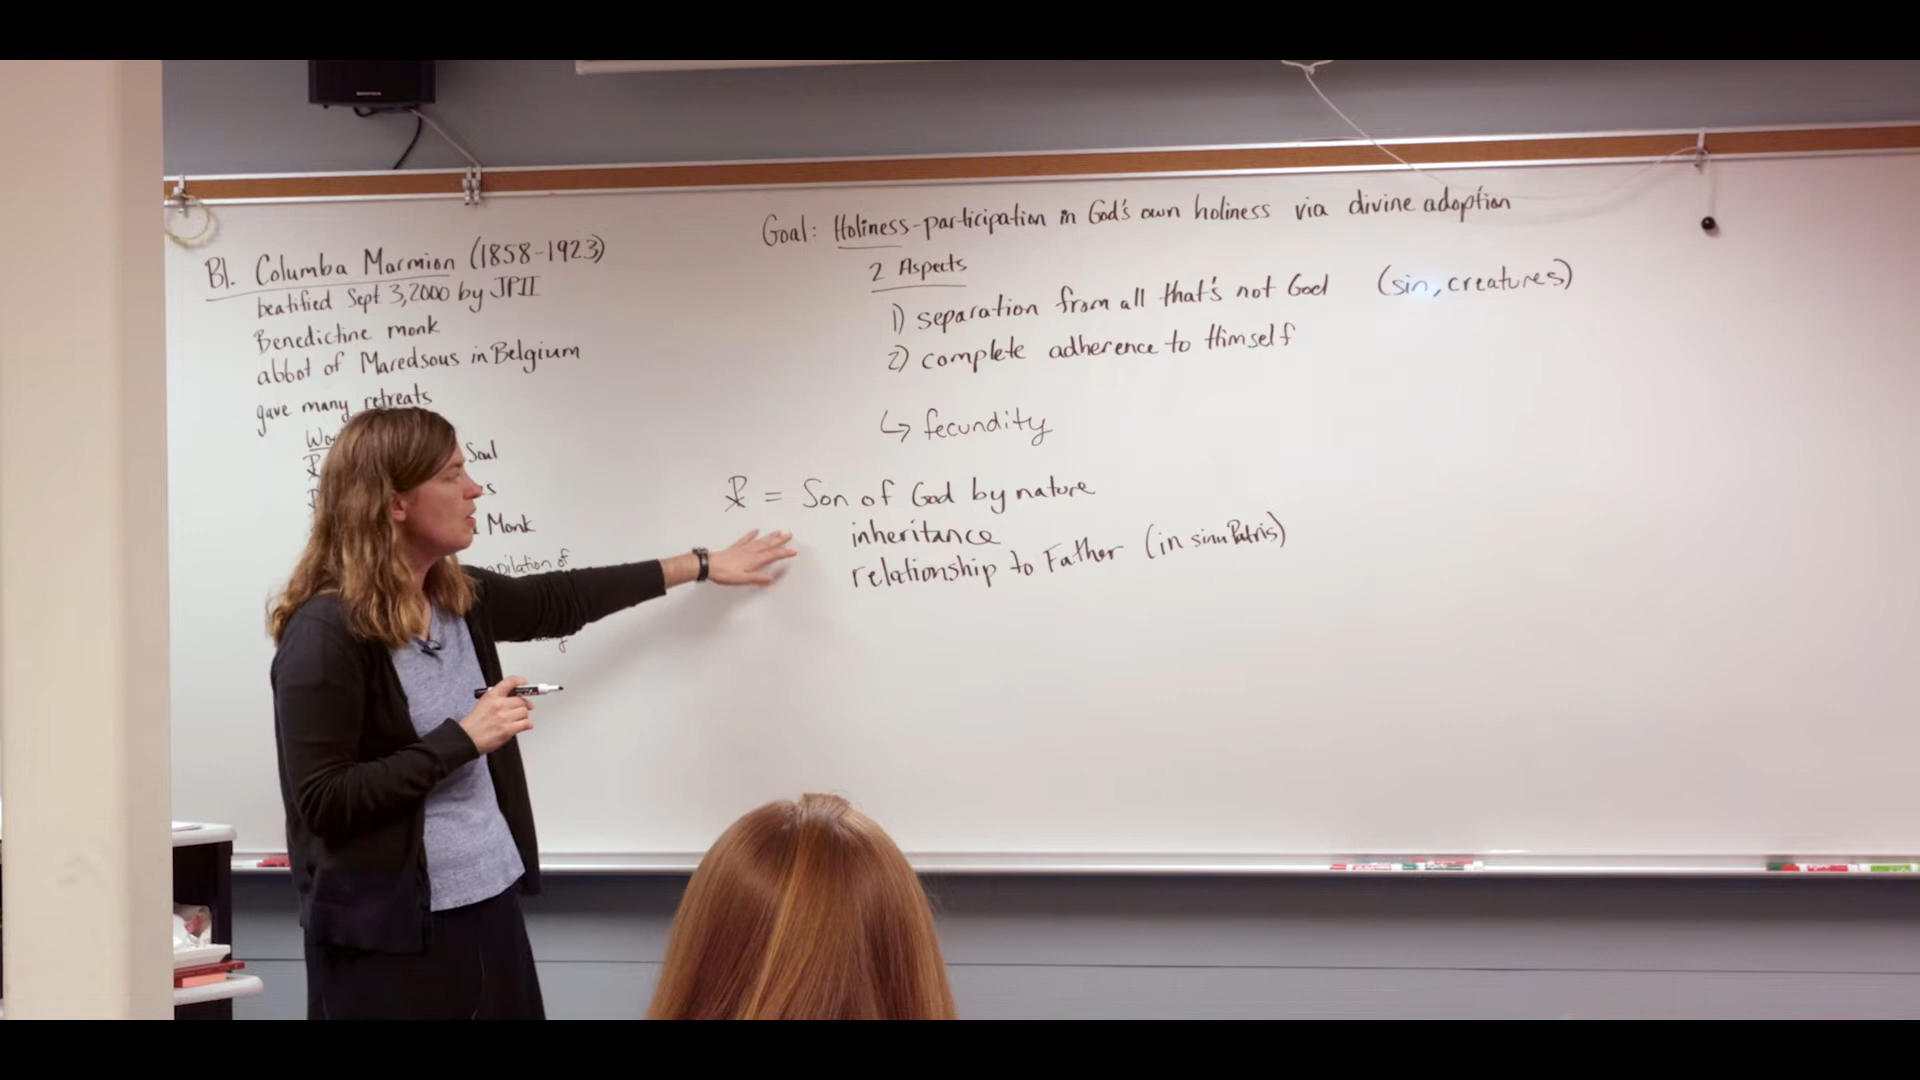 Bl. Columba Marmion (1858-1923)
beatified Sept 3, 2000 by JPII
Benedictine monk
abbot of Maredsous in Belgium
gave many retreats
Soul
Monk
of
Goal: Holiness-participation in God's own holiness via divine adoption
2 Aspects
1) separation from all that's not God (sin, creatures)
2) complete adherence to Himself
↳ fecundity
☧ = Son of God by nature
inheritance
relationship to Father (in sinu Patris)